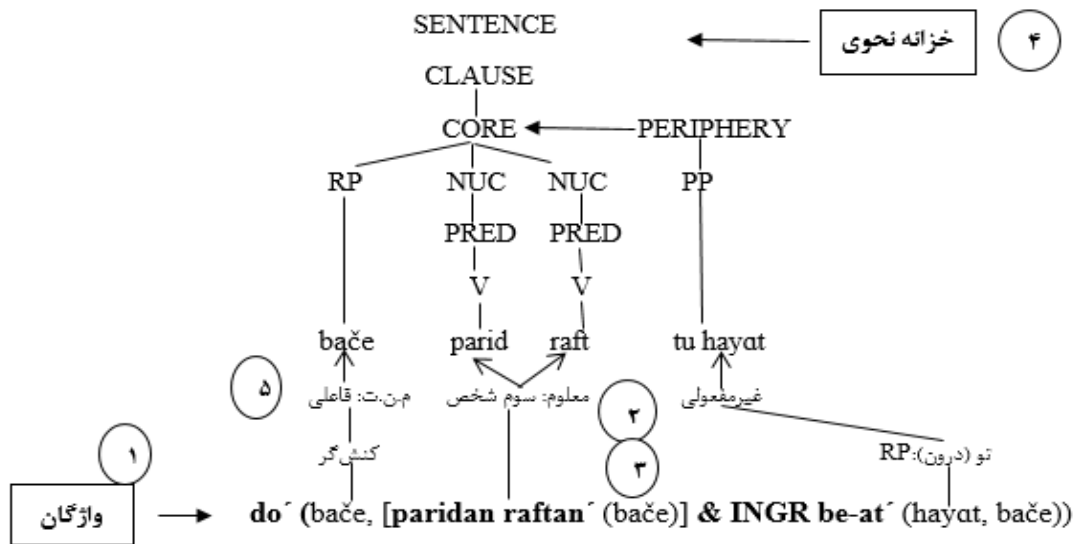 SENTENCE خزانه نحوی ۴
CLAUSE
CORE PERIPHERY
RP NUC NUC PP
PRED PRED
V V
bače parid raft tu hayɑt
۵ م.ن.ت: فاعلی معلوم: سوم شخص ۲ غیرمفعولی
۱ کنش‌گر ۳ تو (درون):RP
واژگان do´ (bače, [paridan raftan´ (bače)] & INGR be-at´ (hayɑt, bače))